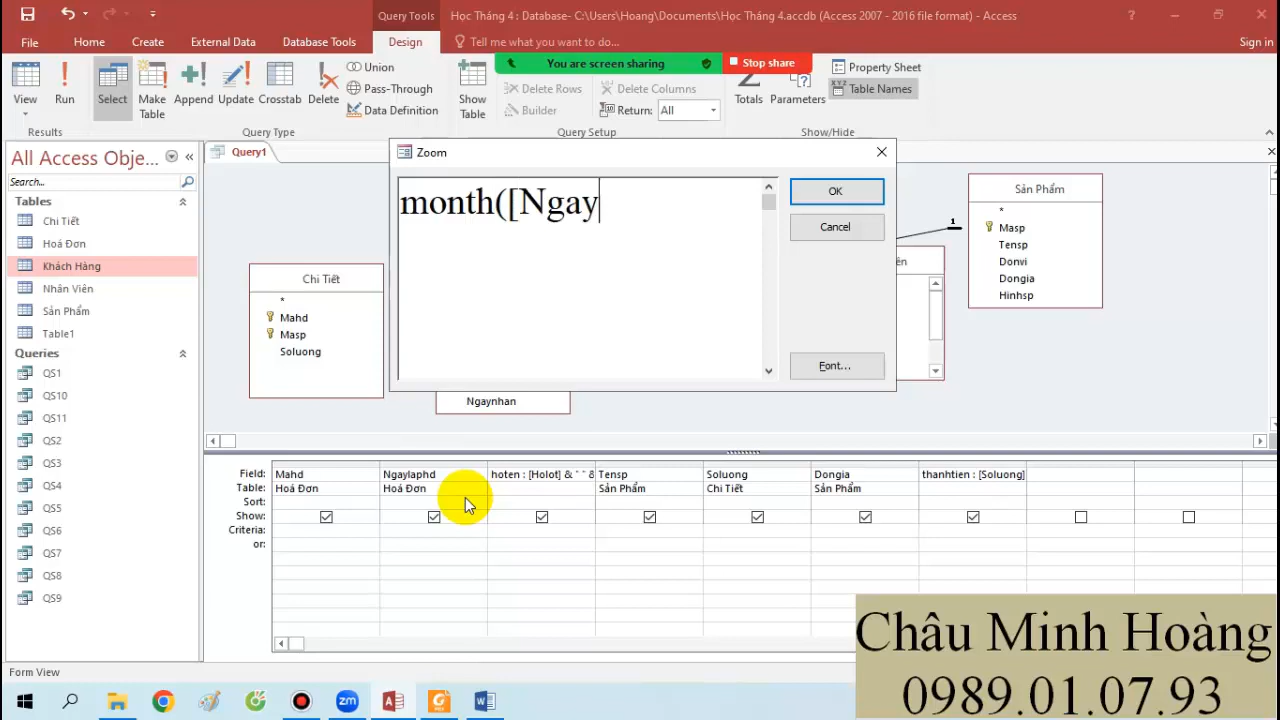 Query Tools
Học Tháng 4 : Database- C:\Users\Hoang\Documents\Học Tháng 4.accdb (Access 2007 - 2016 file format) - Access
File Home Create External Data Database Tools Design Tell me what you want to do... Sign in
You are screen sharing Stop share
View Run Select Make Table Append Update Crosstab Delete
Union
Pass-Through
Data Definition
Show Table
Delete Rows
Builder
Delete Columns
Return: All
Totals Parameters
Property Sheet
XYZ Table Names
Results Query Type Query Setup Show/Hide
All Access Obje...
Search...
Tables
Chi Tiết
Hoá Đơn
Khách Hàng
Nhân Viên
Sản Phẩm
Table1
Queries
QS1
QS10
QS11
QS2
QS3
QS4
QS5
QS6
QS7
QS8
QS9
Query1
Zoom
month([Ngay
OK
Cancel
Font...
Chi Tiết
*
Mahd
Masp
Soluong
Ngaynhan
ên
1
Sản Phẩm
*
Masp
Tensp
Donvi
Dongia
Hinhsp
Field: Mahd Ngaylaphd hoten : [Holot] & " " & Tensp Soluong Dongia thanhtien : [Soluong]
Table: Hoá Đơn Hoá Đơn Sản Phẩm Chi Tiết Sản Phẩm
Sort:
Show:
Criteria:
or:
Form View
Châu Minh Hoàng
0989.01.07.93
zm